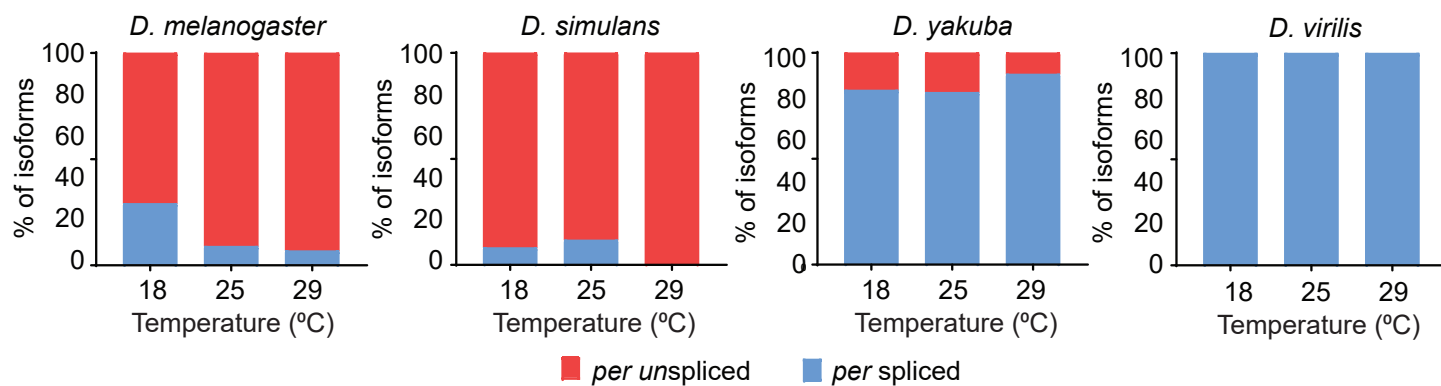 D. melanogaster
% of isoforms
100
80
60
40
20
0
18 25 29
Temperature (ºC)
D. simulans
% of isoforms
100
80
60
40
20
0
18 25 29
Temperature (ºC)
D. yakuba
% of isoforms
100
80
60
40
20
0
18 25 29
Temperature (ºC)
D. virilis
% of isoforms
100
80
60
40
20
0
18 25 29
Temperature (ºC)
per unspliced per spliced